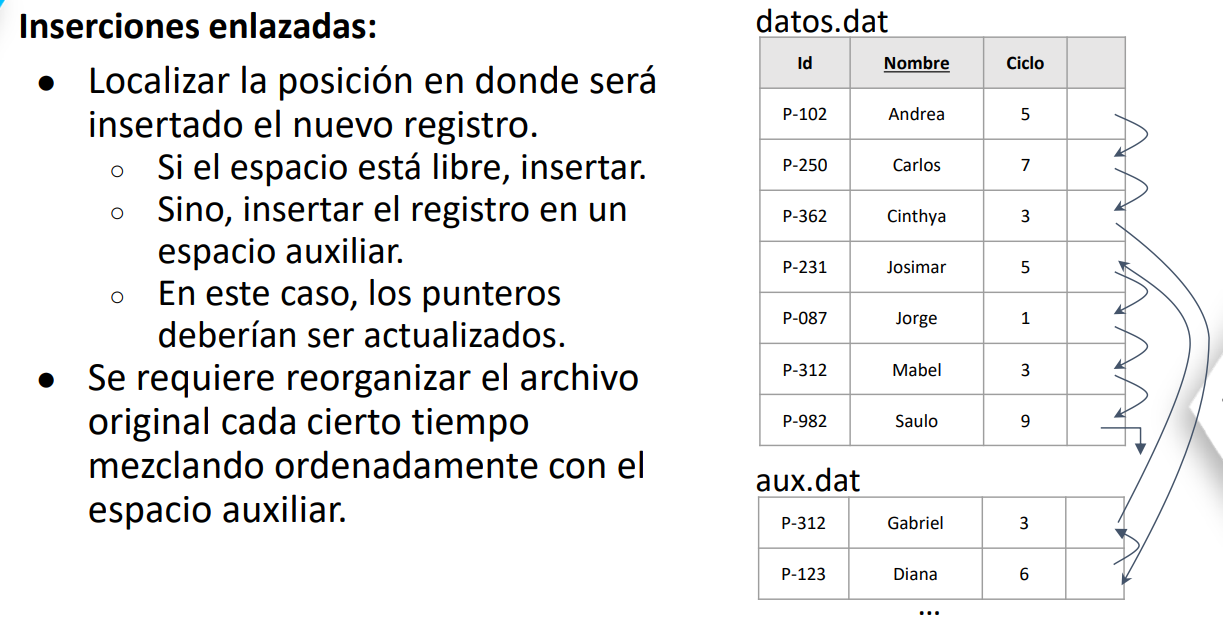 Inserciones enlazadas:
● Localizar la posición en donde será
insertado el nuevo registro.
○ Si el espacio está libre, insertar.
○ Sino, insertar el registro en un
espacio auxiliar.
○ En este caso, los punteros
deberían ser actualizados.
● Se requiere reorganizar el archivo
original cada cierto tiempo
mezclando ordenadamente con el
espacio auxiliar.
datos.dat
Id Nombre Ciclo
P-102 Andrea 5
P-250 Carlos 7
P-362 Cinthya 3
P-231 Josimar 5
P-087 Jorge 1
P-312 Mabel 3
P-982 Saulo 9
aux.dat
P-312 Gabriel 3
P-123 Diana 6
...